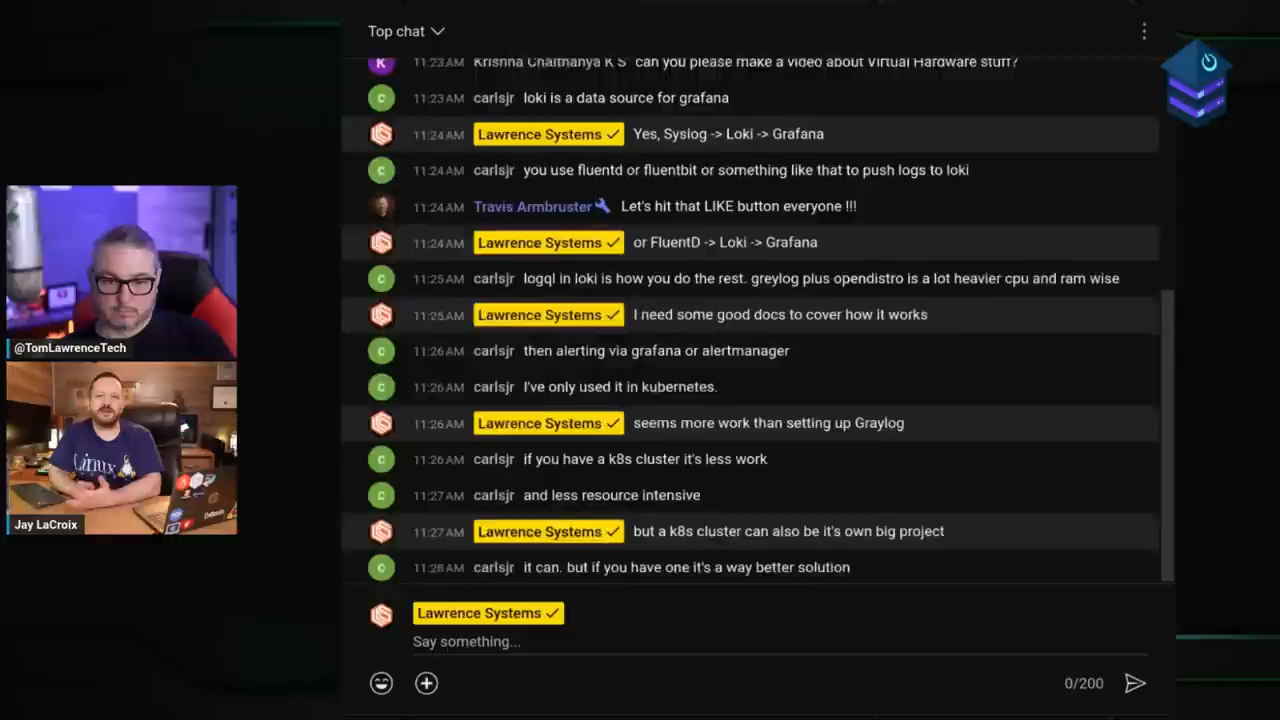 Top chat
K 11:23 AM Krishna Chaithanya K S can you please make a video about Virtual Hardware stuff?
C 11:23 AM carlsjr loki is a data source for grafana
11:24 AM Lawrence Systems Yes, Syslog -> Loki -> Grafana
C 11:24 AM carlsjr you use fluentd or fluentbit or something like that to push logs to loki
11:24 AM Travis Armbruster Let's hit that LIKE button everyone !!!
11:24 AM Lawrence Systems or FluentD -> Loki -> Grafana
C 11:25 AM carlsjr logql in loki is how you do the rest. greylog plus opendistro is a lot heavier cpu and ram wise
11:25 AM Lawrence Systems I need some good docs to cover how it works
C 11:26 AM carlsjr then alerting via grafana or alertmanager
C 11:26 AM carlsjr I've only used it in kubernetes.
11:26 AM Lawrence Systems seems more work than setting up Graylog
C 11:26 AM carlsjr if you have a k8s cluster it's less work
C 11:27 AM carlsjr and less resource intensive
11:27 AM Lawrence Systems but a k8s cluster can also be it's own big project
C 11:28 AM carlsjr it can. but if you have one it's a way better solution
Lawrence Systems
Say something...
0/200
@TomLawrenceTech
Linux
Jay LaCroix